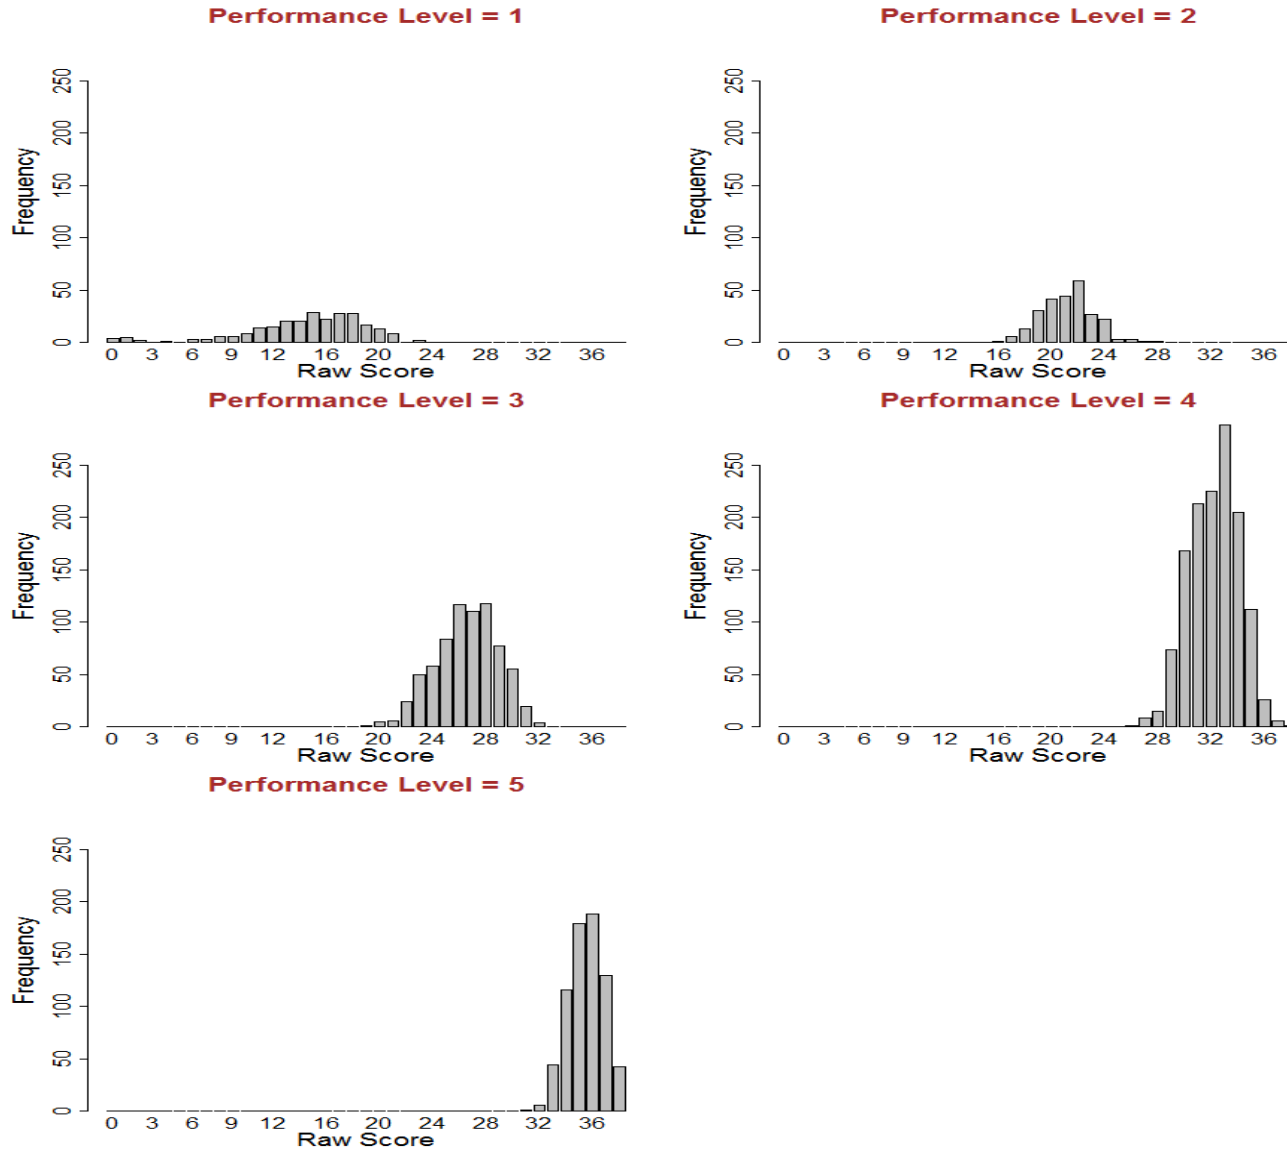 Performance Level = 1
Frequency
0 50 100 150 200 250
0 3 6 9 12 16 20 24 28 32 36
Raw Score
Performance Level = 2
Frequency
0 50 100 150 200 250
0 3 6 9 12 16 20 24 28 32 36
Raw Score
Performance Level = 3
Frequency
0 50 100 150 200 250
0 3 6 9 12 16 20 24 28 32 36
Raw Score
Performance Level = 4
Frequency
0 50 100 150 200 250
0 3 6 9 12 16 20 24 28 32 36
Raw Score
Performance Level = 5
Frequency
0 50 100 150 200 250
0 3 6 9 12 16 20 24 28 32 36
Raw Score